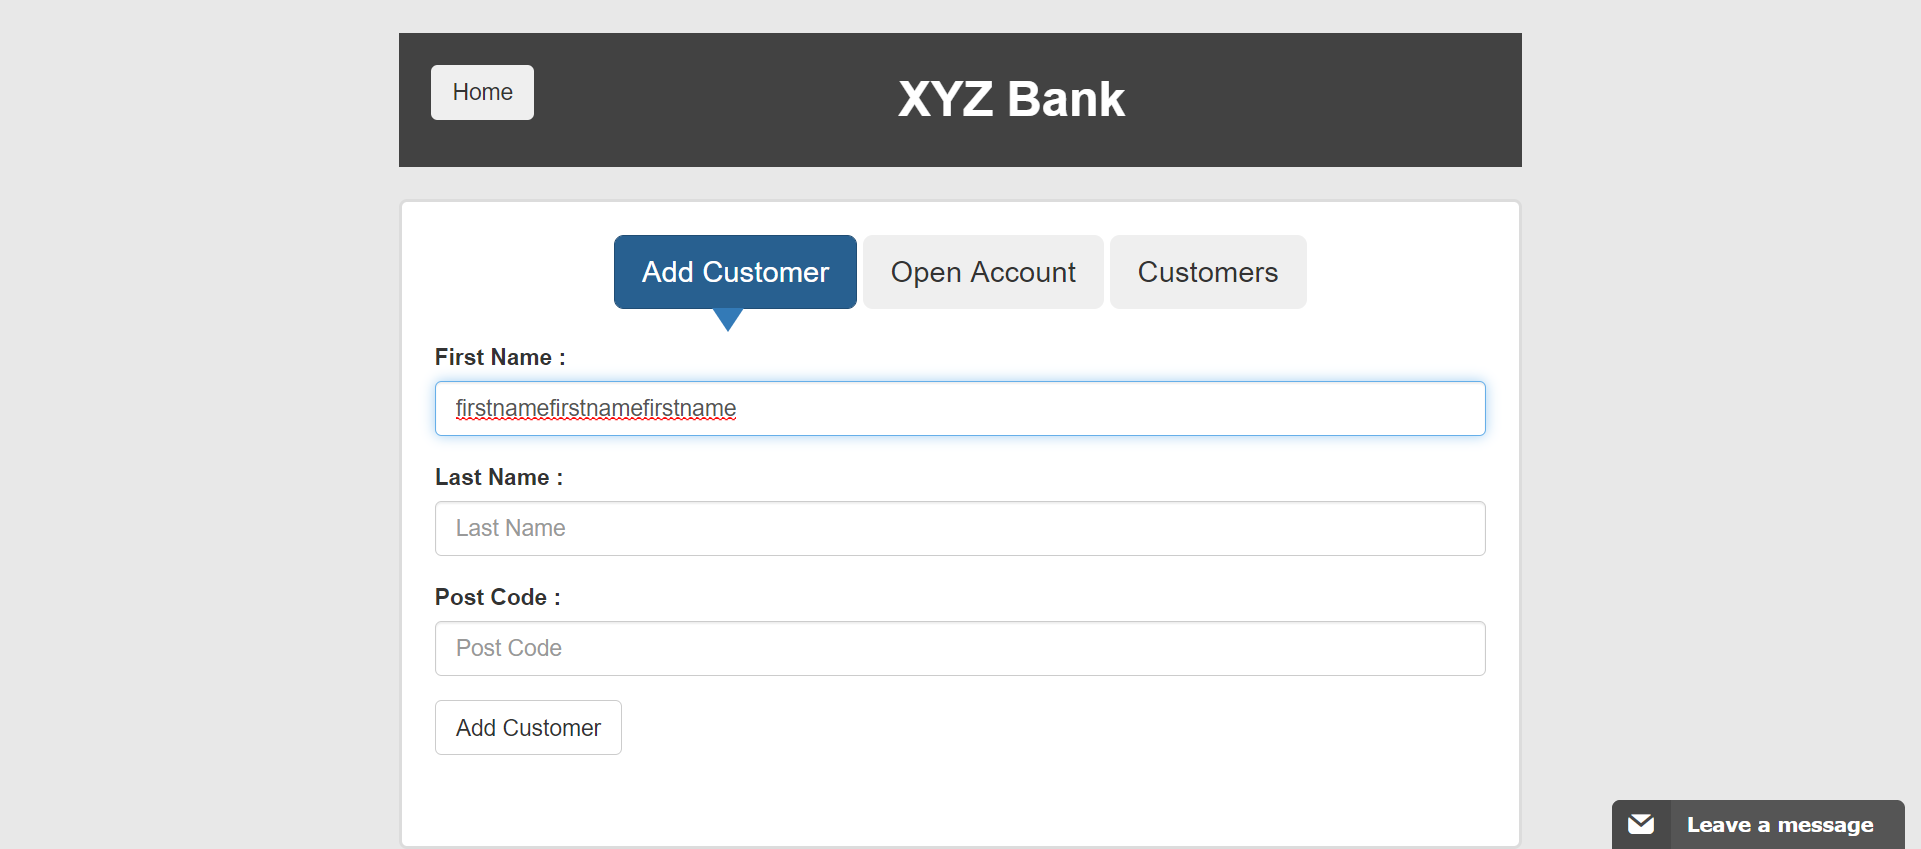 Home
XYZ Bank
Add Customer
Open Account
Customers
First Name :
firstnamefirstnamefirstname
Last Name :
Last Name
Post Code :
Post Code
Add Customer
Leave a message